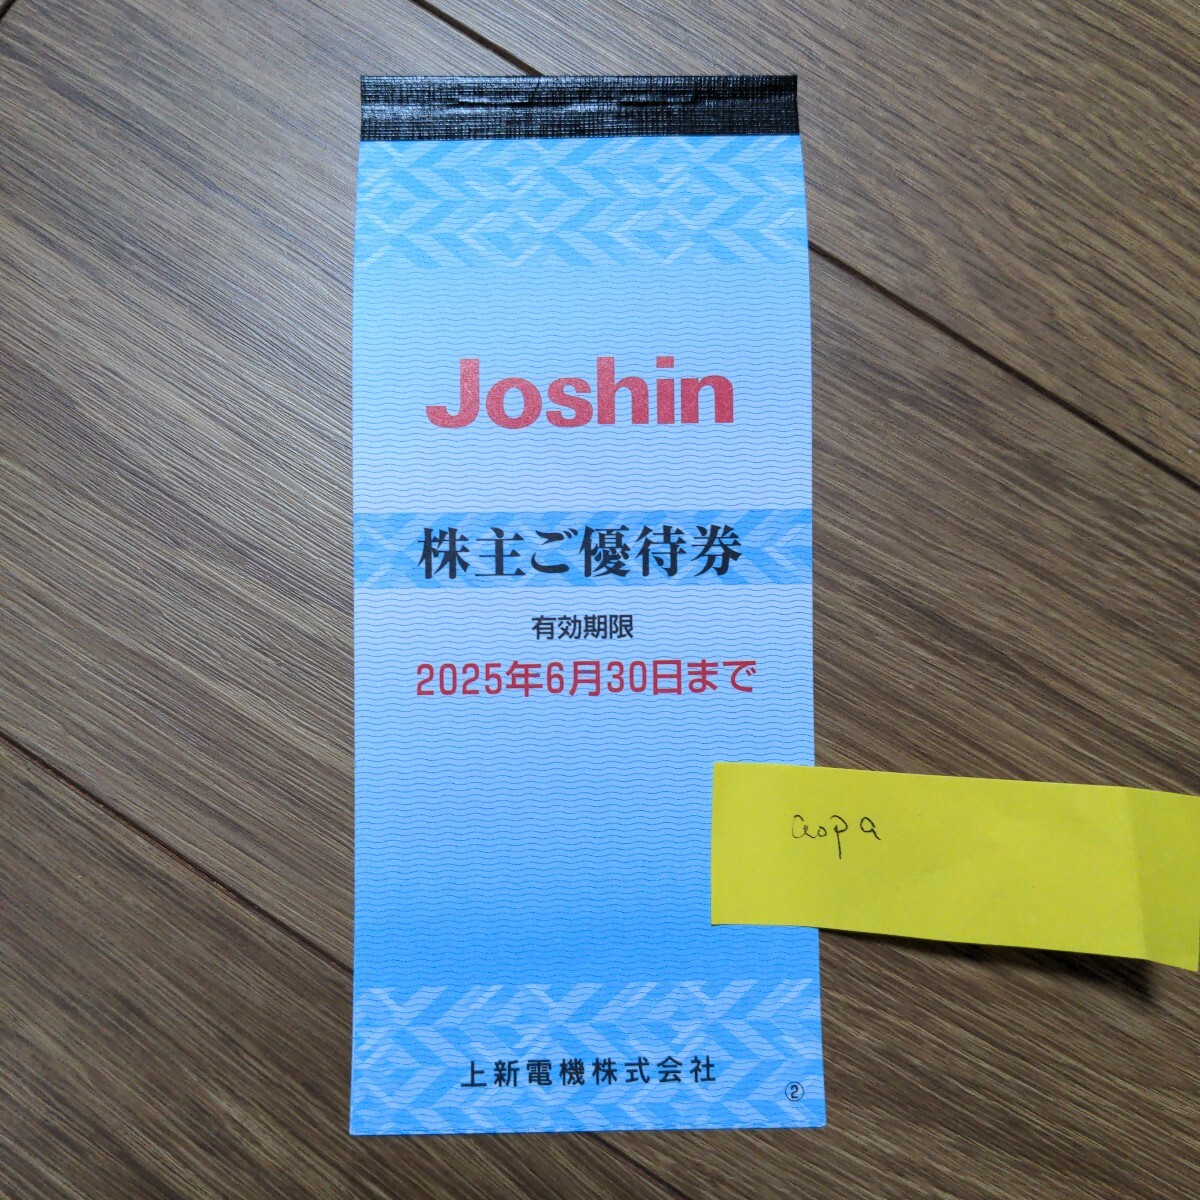 Joshin
株主ご優待券
有効期限
2025年6月30日まで
aopa
上新電機株式会社
②